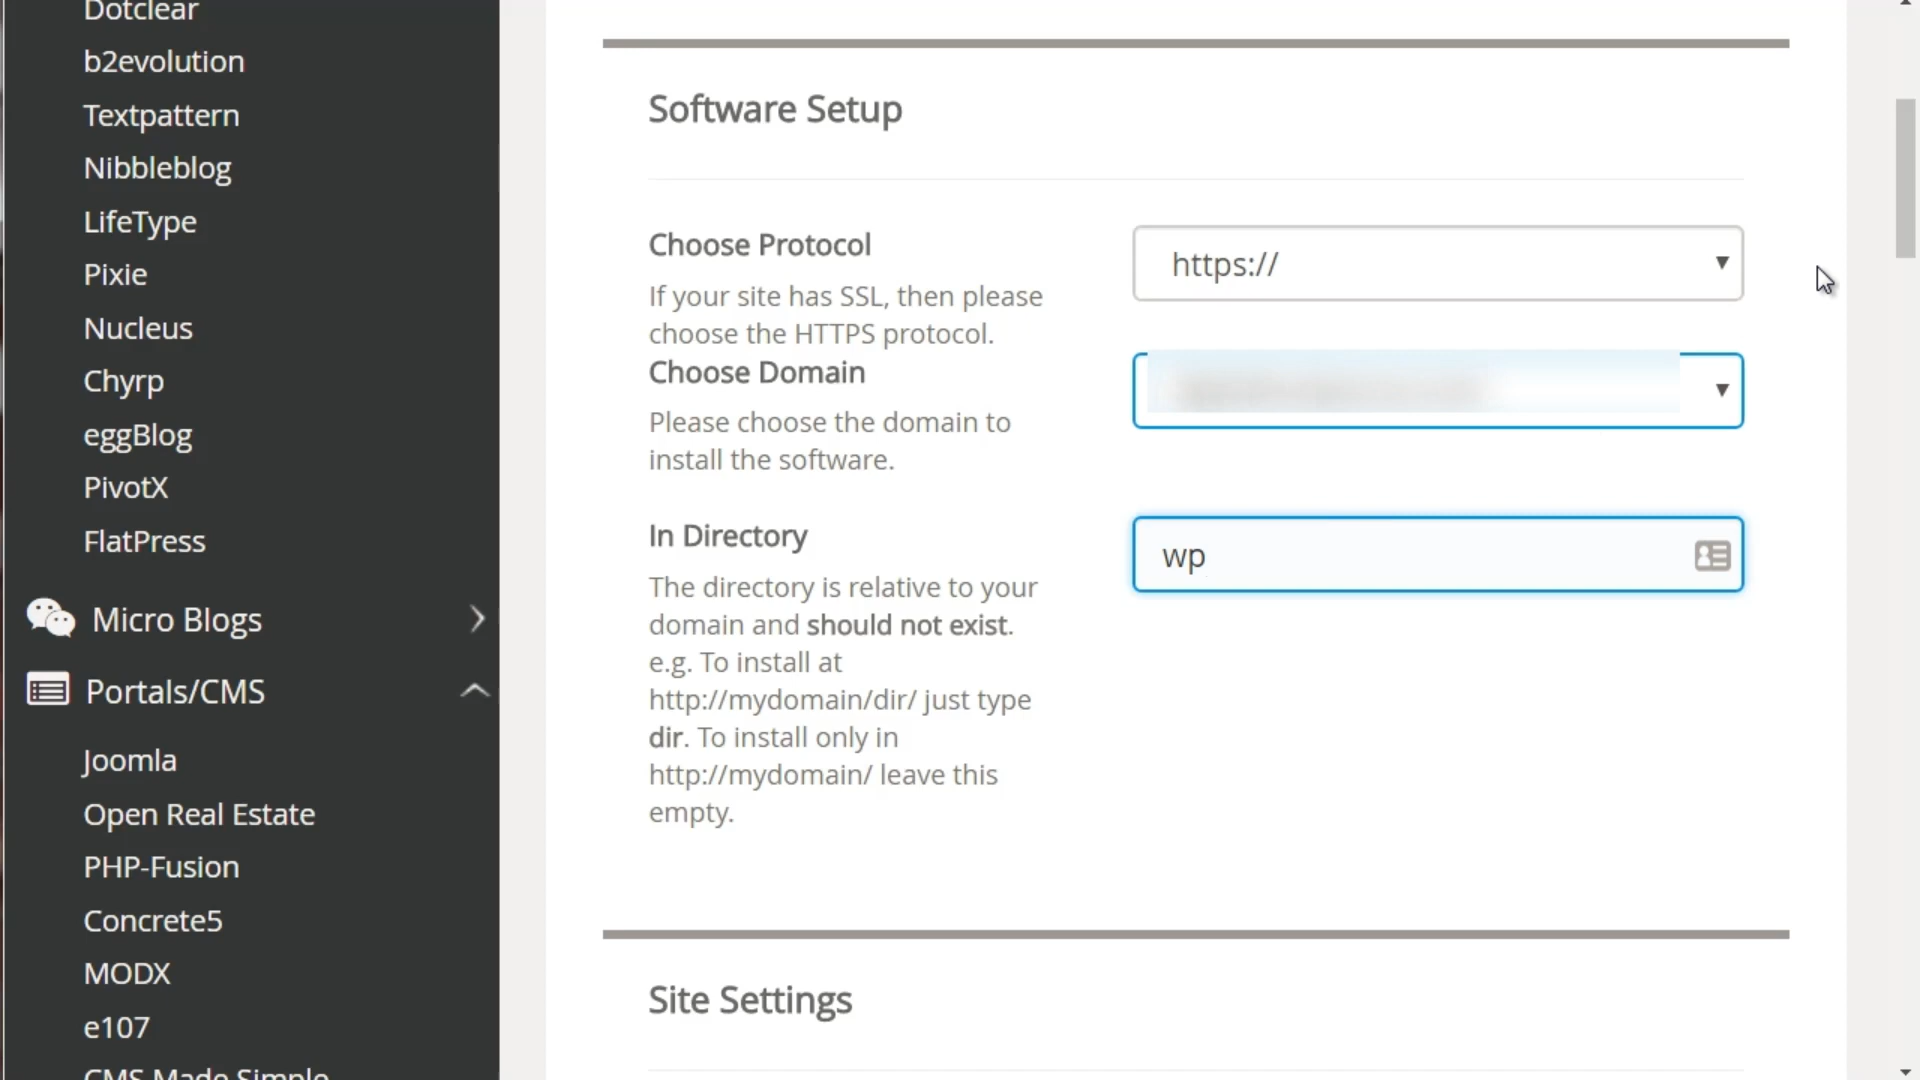 Dotclear
b2evolution
Textpattern
Nibbleblog
LifeType
Pixie
Nucleus
Chyrp
eggBlog
PivotX
FlatPress
Micro Blogs
Portals/CMS
Joomla
Open Real Estate
PHP-Fusion
Concrete5
MODX
e107
CMS Made Simple
Software Setup
Choose Protocol
If your site has SSL, then please
choose the HTTPS protocol.
https://
Choose Domain
Please choose the domain to
install the software.
In Directory
The directory is relative to your
domain and should not exist.
e.g. To install at
http://mydomain/dir/ just type
dir. To install only in
http://mydomain/ leave this
empty.
wp
Site Settings